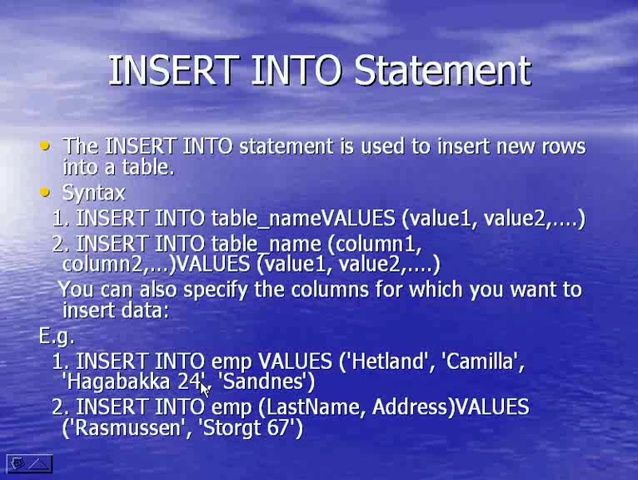 INSERT INTO Statement
• The INSERT INTO statement is used to insert new rows
into a table.
• Syntax
1. INSERT INTO table_nameVALUES (value1, value2,....)
2. INSERT INTO table_name (column1,
column2,...)VALUES (value1, value2,....)
You can also specify the columns for which you want to
insert data:
E.g.
1. INSERT INTO emp VALUES ('Hetland', 'Camilla',
'Hagabakka 24', 'Sandnes')
2. INSERT INTO emp (LastName, Address)VALUES
('Rasmussen', 'Storgt 67')